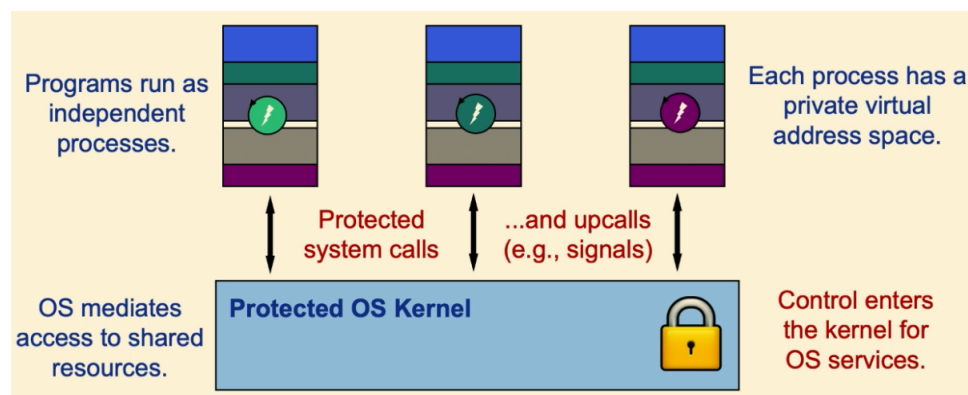 Programs run as
independent
processes.
Each process has a
private virtual
address space.
Protected
system calls
...and upcalls
(e.g., signals)
OS mediates
access to shared
resources.
Protected OS Kernel
Control enters
the kernel for
OS services.